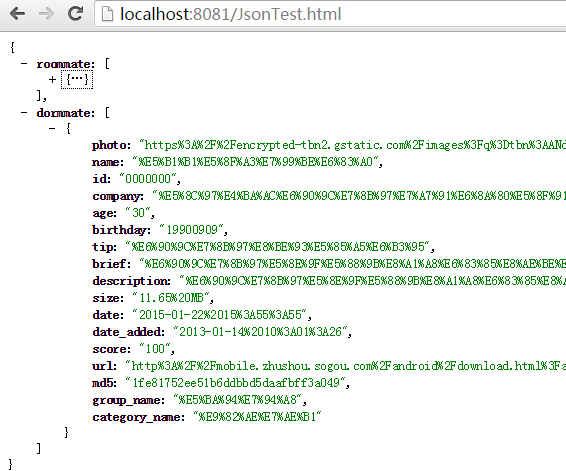 localhost:8081/JsonTest.html
{
- roommate: [
+ {…}
],
- dormmate: [
- {
photo: "https%3A%2F%2Fencrypted-tbn2.gstatic.com%2Fimages%3Fq%3Dtbn%3AANd
name: "%E5%B1%B1%E5%8F%A3%E7%99%BE%E6%83%A0",
id: "0000000",
company: "%E5%8C%97%E4%BA%AC%E6%90%9C%E7%8B%97%E7%A7%91%E6%8A%80%E5%8F%91
age: "30",
birthday: "19900909",
tip: "%E6%90%9C%E7%8B%97%E8%BE%93%E5%85%A5%E6%B3%95",
brief: "%E6%90%9C%E7%8B%97%E5%8E%9F%E5%88%9B%E8%A1%A8%E6%83%85%E8%AE%BE%E
description: "%E6%90%9C%E7%8B%97%E5%8E%9F%E5%88%9B%E8%A1%A8%E6%83%85%E8%A
size: "11.65%20MB",
date: "2015-01-22%2015%3A55%3A55",
date_added: "2013-01-14%2010%3A01%3A26",
score: "100",
url: "http%3A%2F%2Fmobile.zhushou.sogou.com%2Fandroid%2Fdownload.html%3Fa
md5: "1fe81752ee51b6ddbbd5daafbff3a049",
group_name: "%E5%BA%94%E7%94%A8",
category_name: "%E9%82%AE%E7%AE%B1"
}
]
}